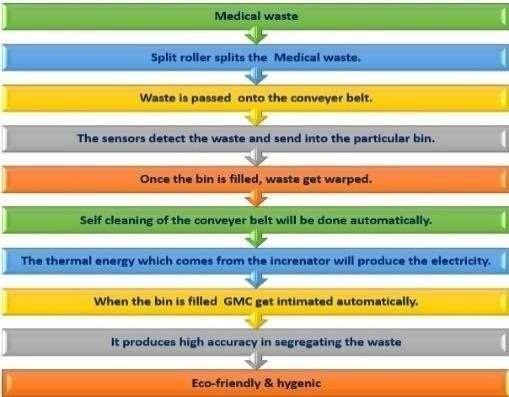 Medical waste
Split roller splits the Medical waste.
Waste is passed onto the conveyer belt.
The sensors detect the waste and send into the particular bin.
Once the bin is filled, waste get warped.
Self cleaning of the conveyer belt will be done automatically.
The thermal energy which comes from the increnator will produce the electricity.
When the bin is filled GMC get intimated automatically.
It produces high accuracy in segregating the waste
Eco-friendly & hygenic